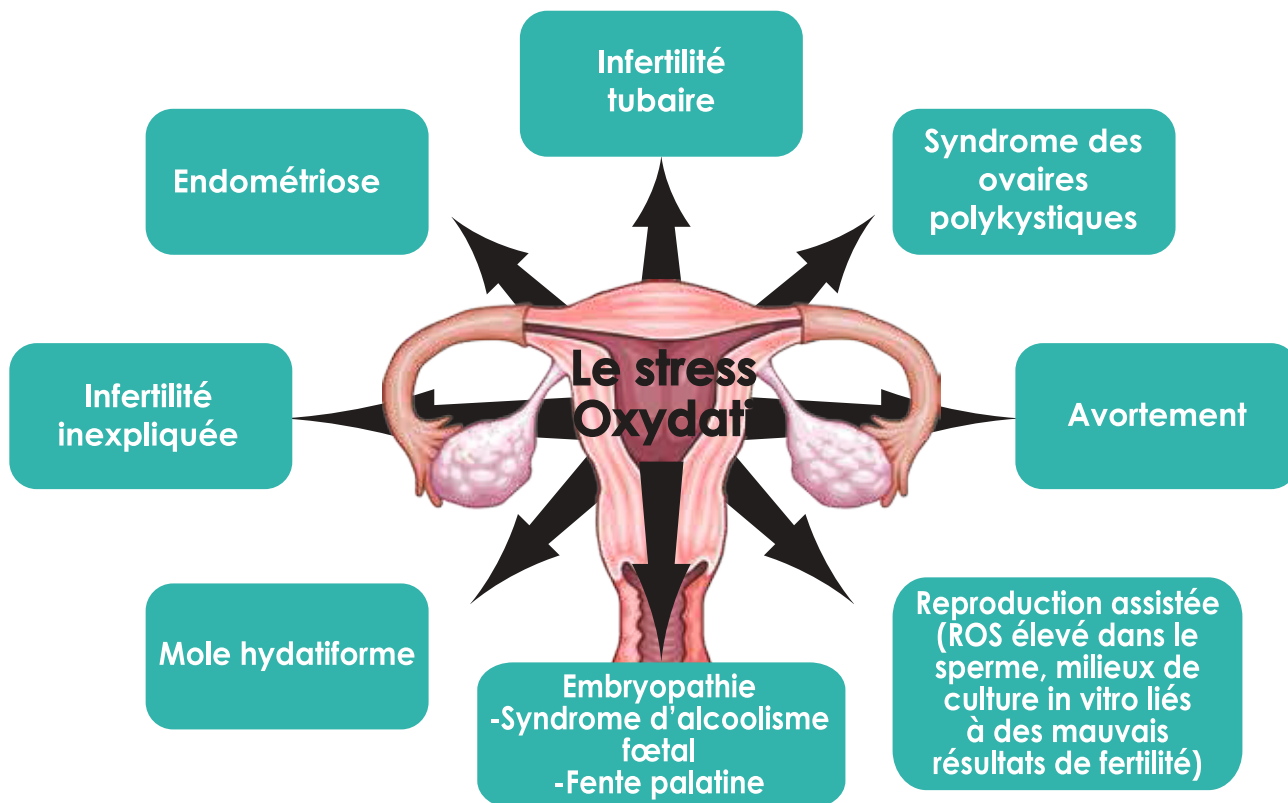 Infertilité
tubaire
Endométriose
Syndrome des
ovaires
polykystiques
Le stress
Oxydati
Infertilité
inexpliquée
Avortement
Mole hydatiforme
Embryopathie
-Syndrome d'alcoolisme
fœtal
-Fente palatine
Reproduction assistée
(ROS élevé dans le
sperme, milieux de
culture in vitro liés
à des mauvais
résultats de fertilité)